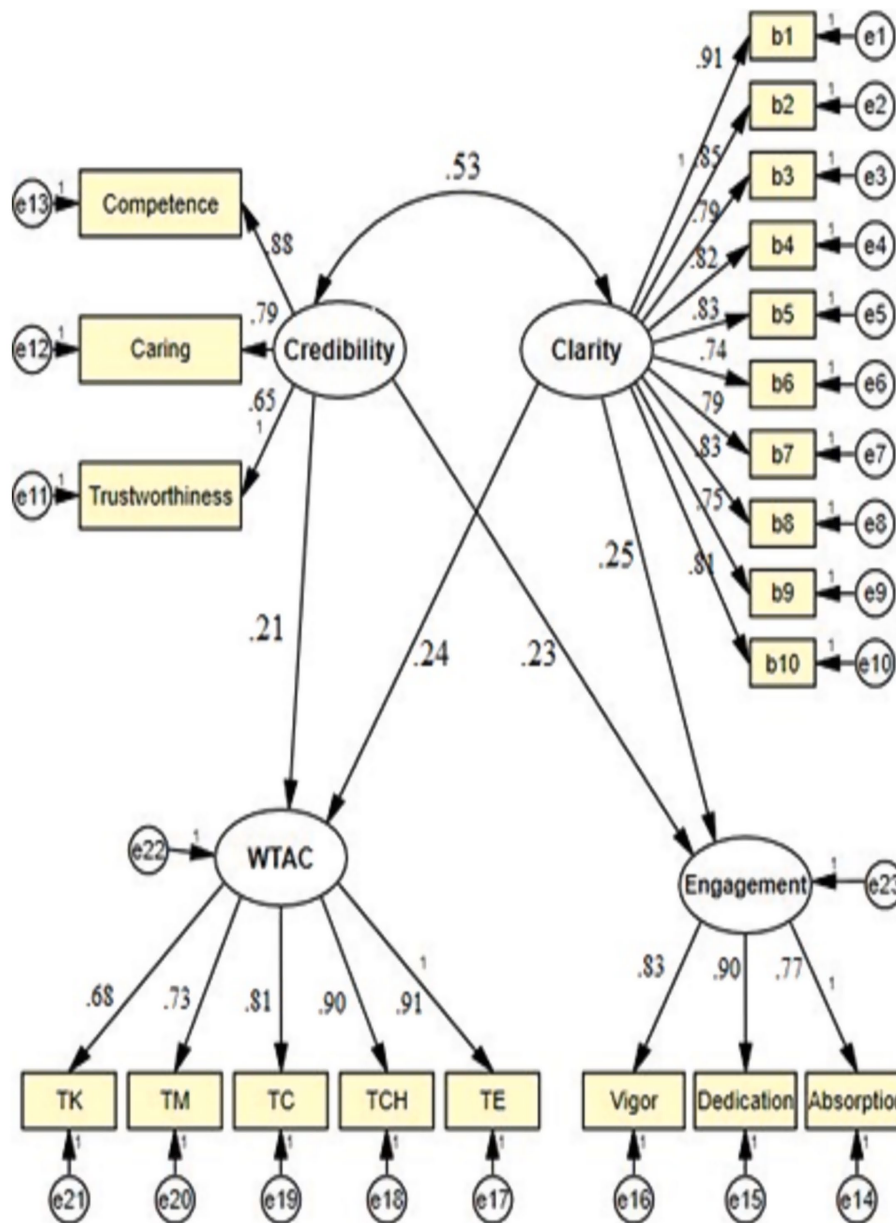 b1
1
e1
.91
b2
1
e2
1
.85
.53
b3
1
e3
e13
1
Competence
.79
.88
b4
1
e4
.82
.83
b5
1
e5
e12
1
Caring
.79
Credibility
Clarity
.74
b6
1
e6
.65
1
79
b7
1
e7
.83
e11
1
Trustworthiness
.75
b8
1
e8
.25
.81
b9
1
e9
.21
.24
.23
b10
1
e10
e22
1
WTAC
Engagement
1
e23
.68
.73
.81
.90
.91
1
.83
.90
.77
1
TK
TM
TC
TCH
TE
Vigor
Dedication
Absorption
1
1
1
1
1
1
1
1
e21
e20
e19
e18
e17
e16
e15
e14